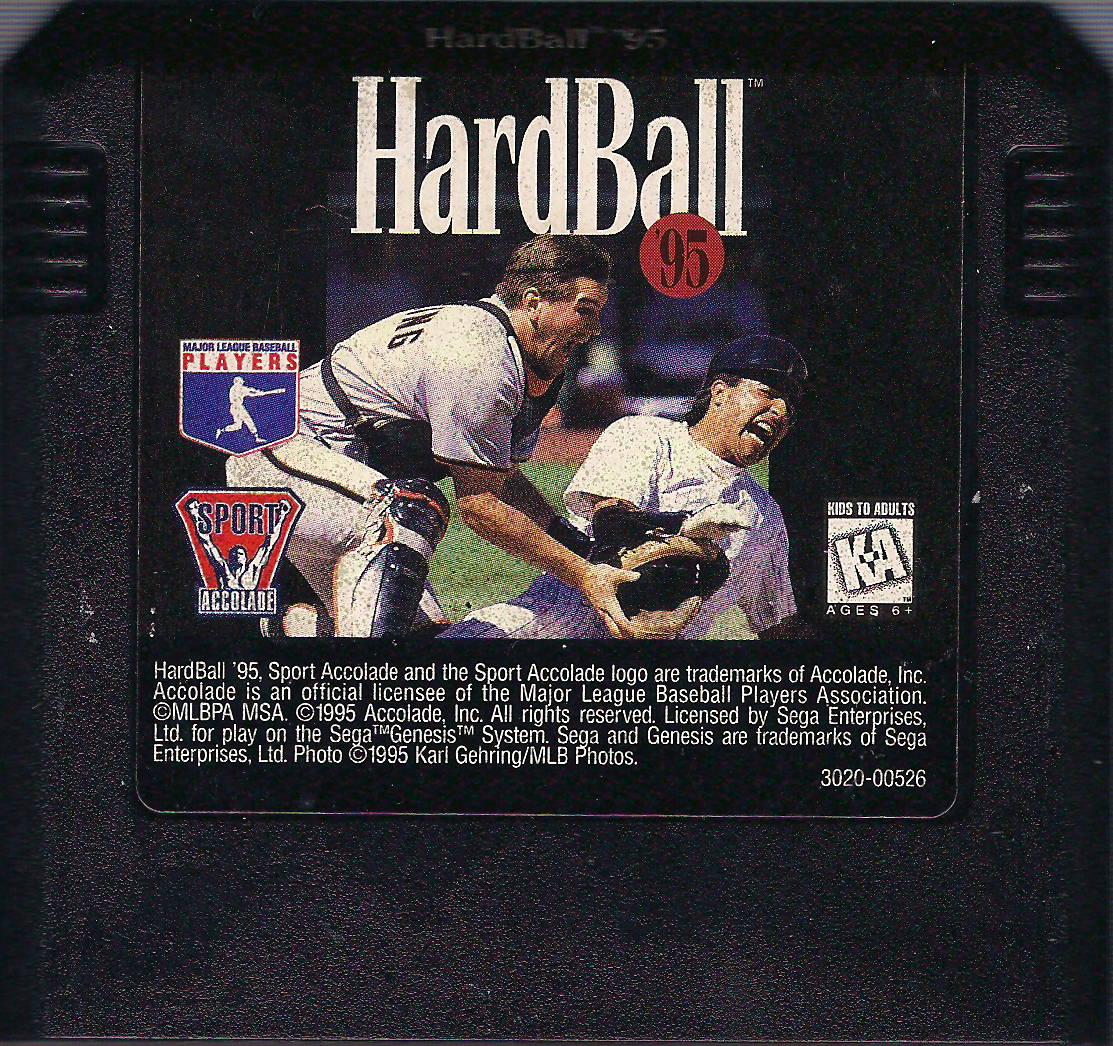 HardBall '95
HardBall™
'95
MAJOR LEAGUE BASEBALL
PLAYERS
SPORT
ACCOLADE
KIDS TO ADULTS
K-A
™
AGES 6+
HardBall '95, Sport Accolade and the Sport Accolade logo are trademarks of Accolade, Inc.
Accolade is an official licensee of the Major League Baseball Players Association.
©MLBPA MSA. ©1995 Accolade, Inc. All rights reserved. Licensed by Sega Enterprises,
Ltd. for play on the Sega™Genesis™ System. Sega and Genesis are trademarks of Sega
Enterprises, Ltd. Photo ©1995 Karl Gehring/MLB Photos.
3020-00526